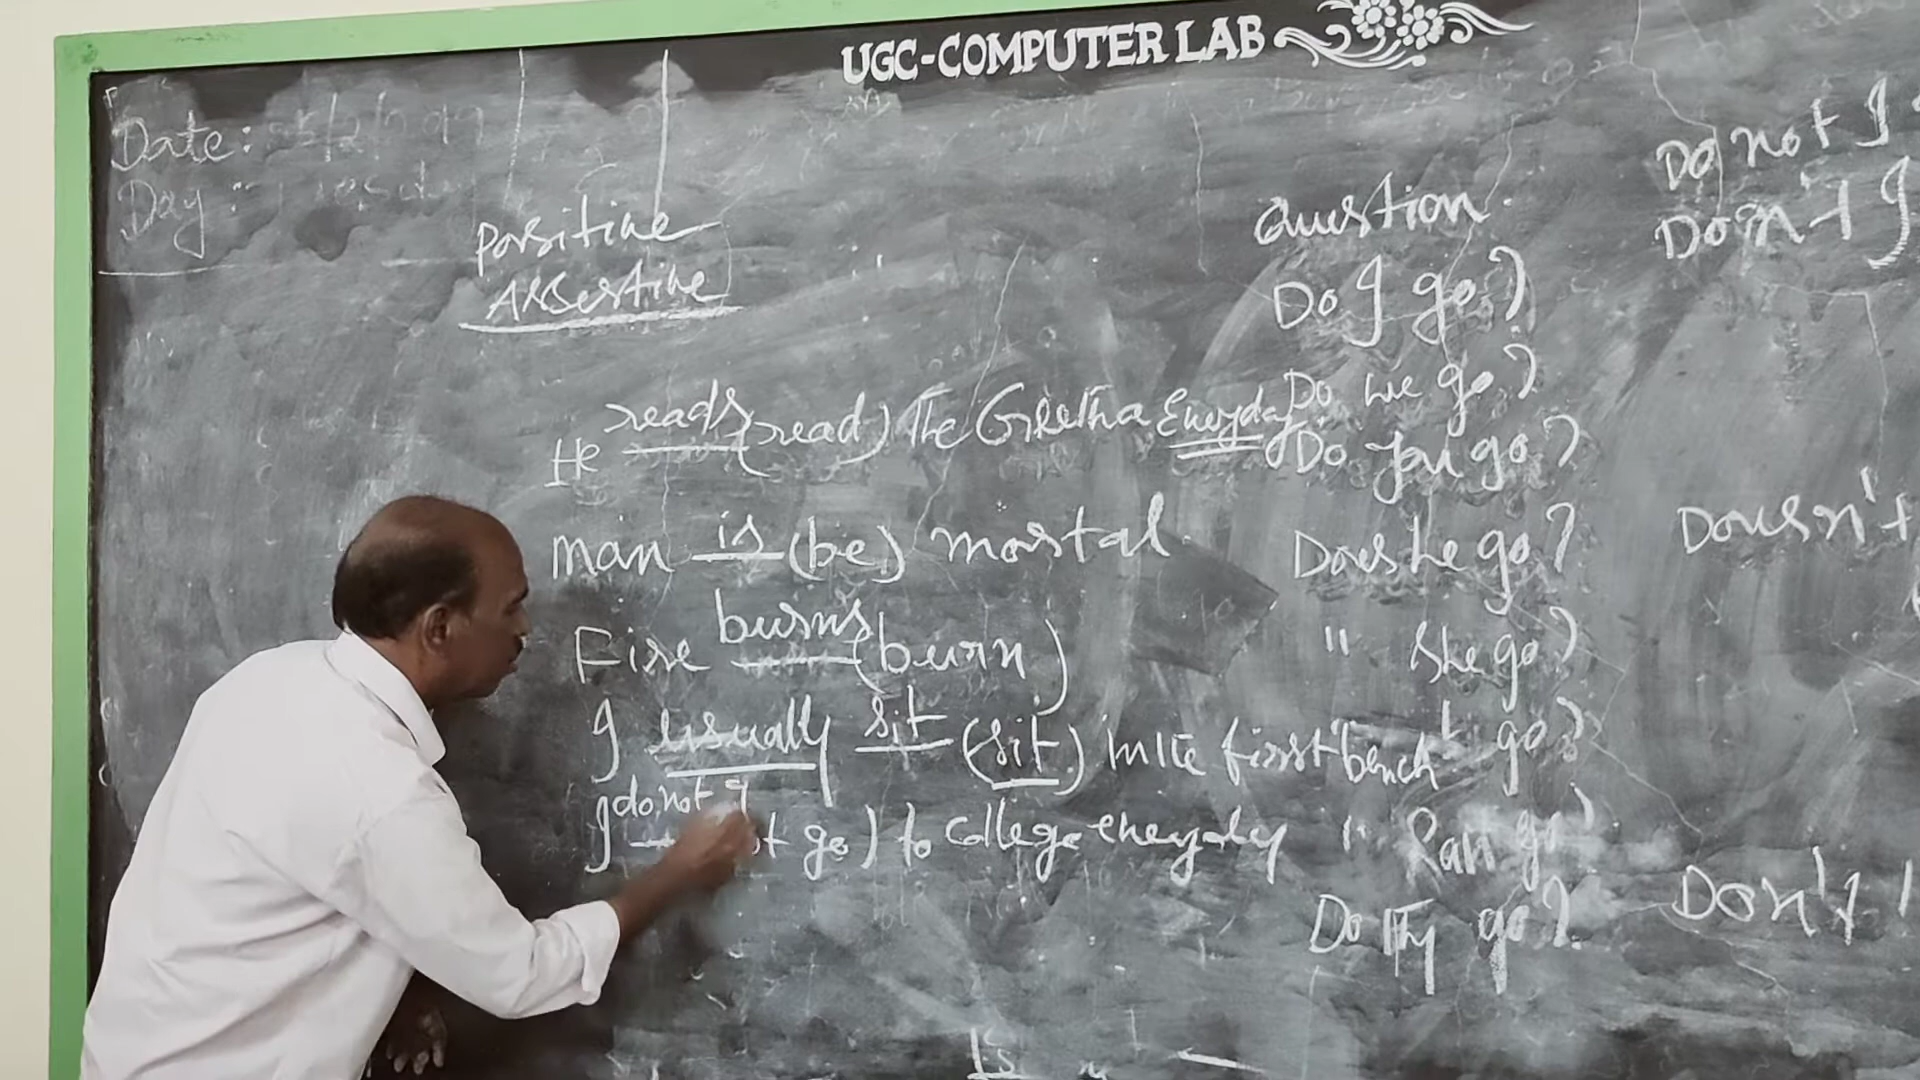 UGC-COMPUTER LAB
Date:
Day:
Positive
Assertive
He reads (read) The Geetha Everyday
man is (be) mortal.
Fire burns (burn)
I usually sit (sit) in the first bench
I do not g go) to College everyday
Question.
Do I go?
Do we go?
Do you go?
Does he go?
" she go?
" go?
" Ram go?
Do They go?
Do not I
Don't I
Doesn't
Don't
Is